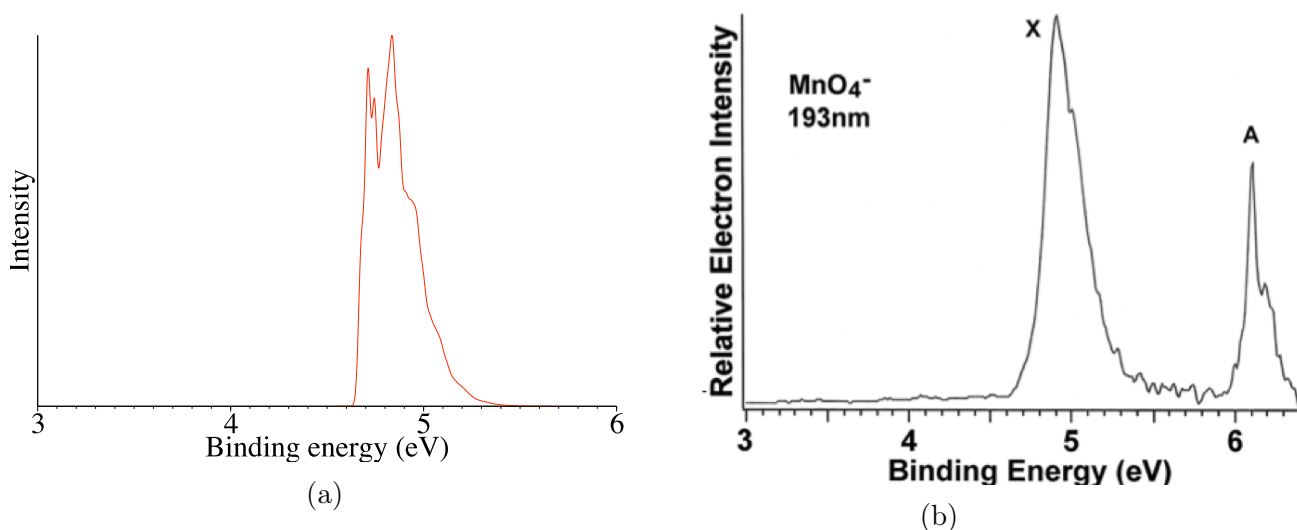 Intensity
3
4
5
6
Binding energy (eV)
(a)
Relative Electron Intensity
MnO₄⁻
193nm
X
A
3
4
5
6
Binding Energy (eV)
(b)